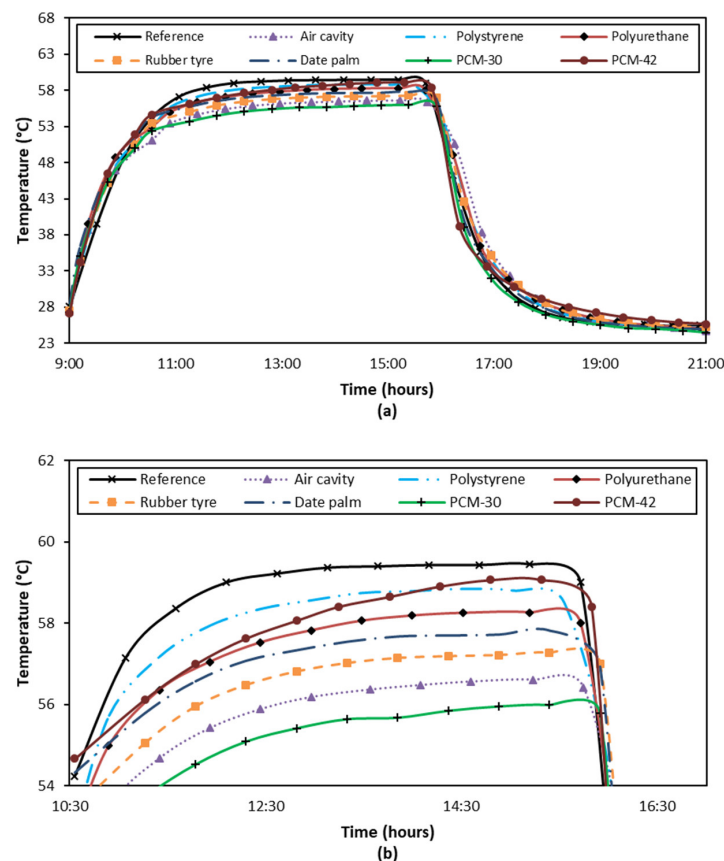 68
63
58
53
48
43
38
33
28
23
Temperature (°C)
Reference Air cavity Polystyrene Polyurethane
Rubber tyre Date palm PCM-30 PCM-42
9:00 11:00 13:00 15:00 17:00 19:00 21:00
Time (hours)
(a)
62
60
58
56
54
Temperature (°C)
Reference Air cavity Polystyrene Polyurethane
Rubber tyre Date palm PCM-30 PCM-42
10:30 12:30 14:30 16:30
Time (hours)
(b)